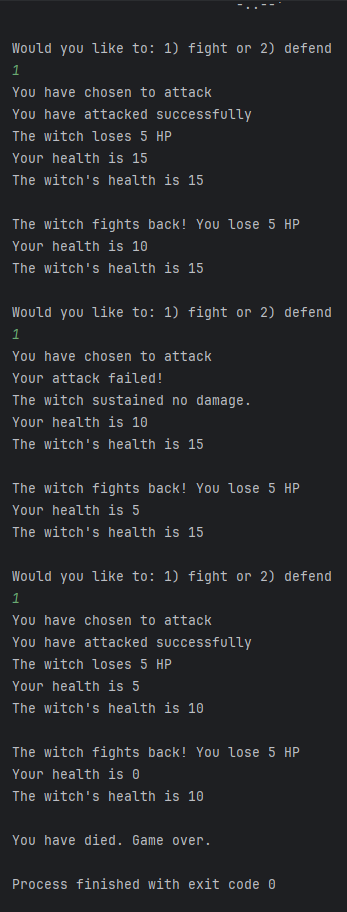 -..--`
Would you like to: 1) fight or 2) defend
1
You have chosen to attack
You have attacked successfully
The witch loses 5 HP
Your health is 15
The witch's health is 15
The witch fights back! You lose 5 HP
Your health is 10
The witch's health is 15
Would you like to: 1) fight or 2) defend
1
You have chosen to attack
Your attack failed!
The witch sustained no damage.
Your health is 10
The witch's health is 15
The witch fights back! You lose 5 HP
Your health is 5
The witch's health is 15
Would you like to: 1) fight or 2) defend
1
You have chosen to attack
You have attacked successfully
The witch loses 5 HP
Your health is 5
The witch's health is 10
The witch fights back! You lose 5 HP
Your health is 0
The witch's health is 10
You have died. Game over.
Process finished with exit code 0